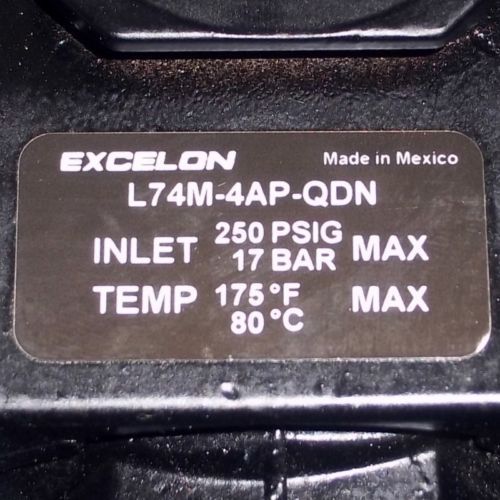 EXCELON Made in Mexico
L74M-4AP-QDN
INLET 250 PSIG 17 BAR MAX
TEMP 175 °F 80 °C MAX